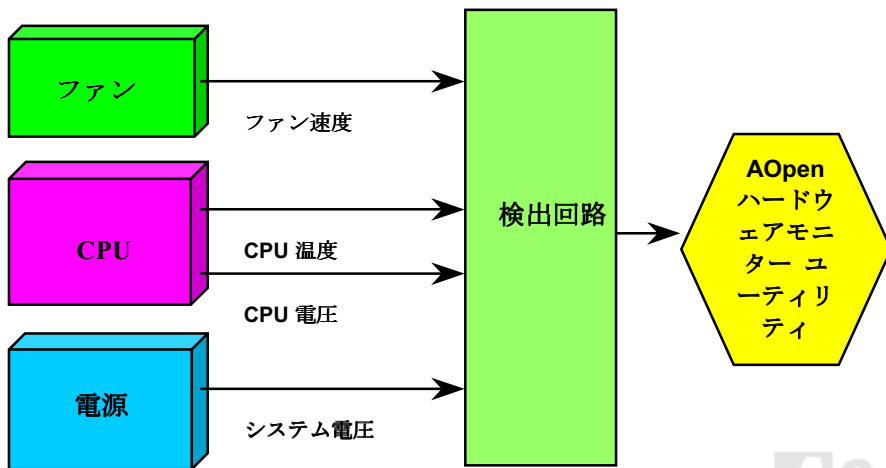 ファン
ファン速度
CPU
CPU 温度
CPU 電圧
電源
システム電圧
検出回路
AOpen
ハードウ
ェアモニ
ター ユ
ーティリ
ティ